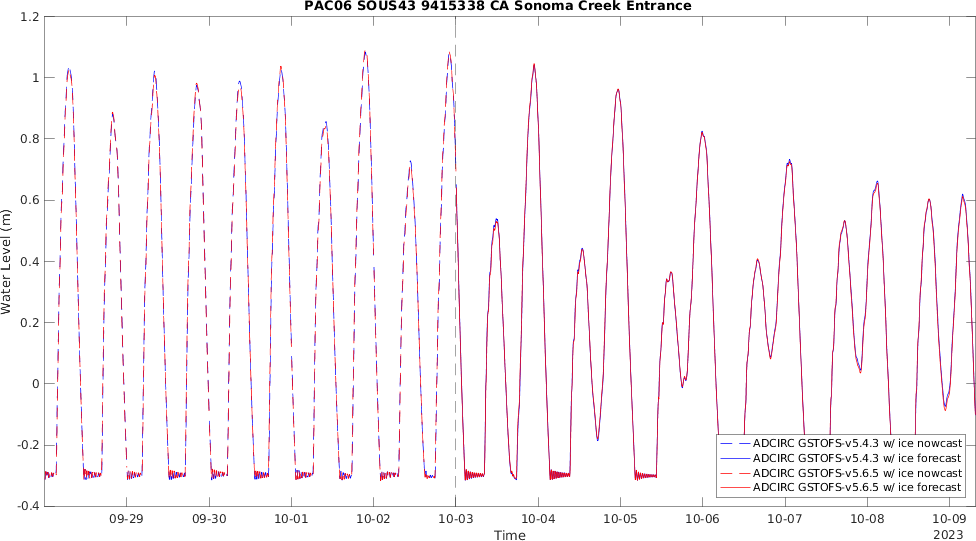 PAC06 SOUS43 9415338 CA Sonoma Creek Entrance
1.2
1
0.8
0.6
0.4
0.2
0
-0.2
-0.4
Water Level (m)
ADCIRC GSTOFS-v5.4.3 w/ ice nowcast
ADCIRC GSTOFS-v5.4.3 w/ ice forecast
ADCIRC GSTOFS-v5.6.5 w/ ice nowcast
ADCIRC GSTOFS-v5.6.5 w/ ice forecast
09-29 09-30 10-01 10-02 10-03 10-04 10-05 10-06 10-07 10-08 10-09
Time
2023